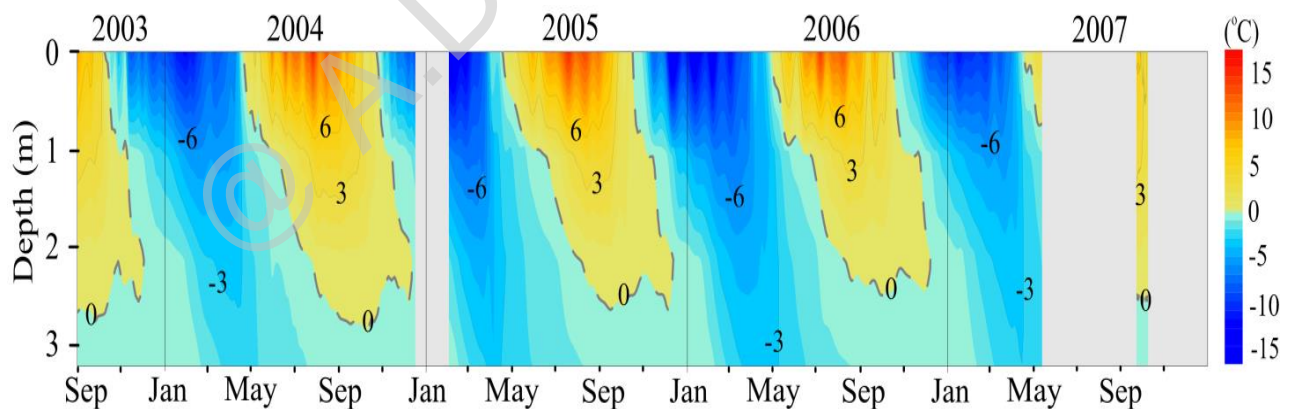 2003 2004 2005 2006 2007 (°C)
0 1 2 3
Depth (m)
-6 -3 0 6 3 0 -6 6 3 0 -6 -3 6 3 0 -6 -3 3 0
15 10 5 0 -5 -10 -15
Sep Jan May Sep Jan May Sep Jan May Sep Jan May Sep
@ A.D